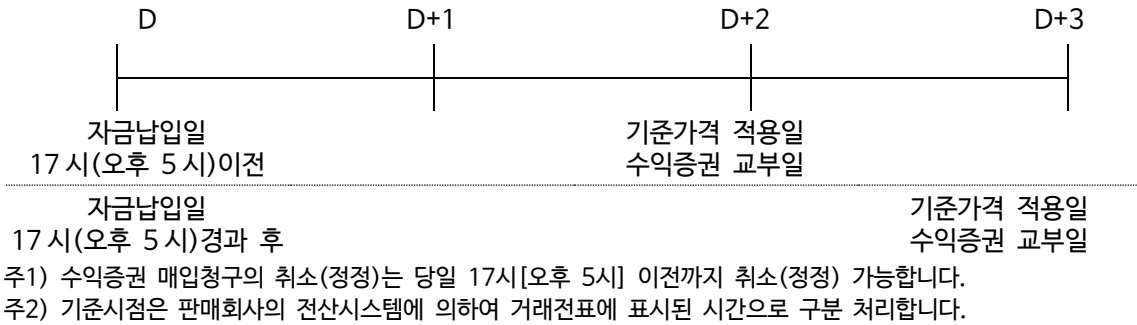 D D+1 D+2 D+3
자금납입일 기준가격 적용일
17시(오후 5시)이전 수익증권 교부일
자금납입일 기준가격 적용일
17시(오후 5시)경과 후 수익증권 교부일
주1) 수익증권 매입청구의 취소(정정)는 당일 17시[오후 5시] 이전까지 취소(정정) 가능합니다.
주2) 기준시점은 판매회사의 전산시스템에 의하여 거래전표에 표시된 시간으로 구분 처리합니다.